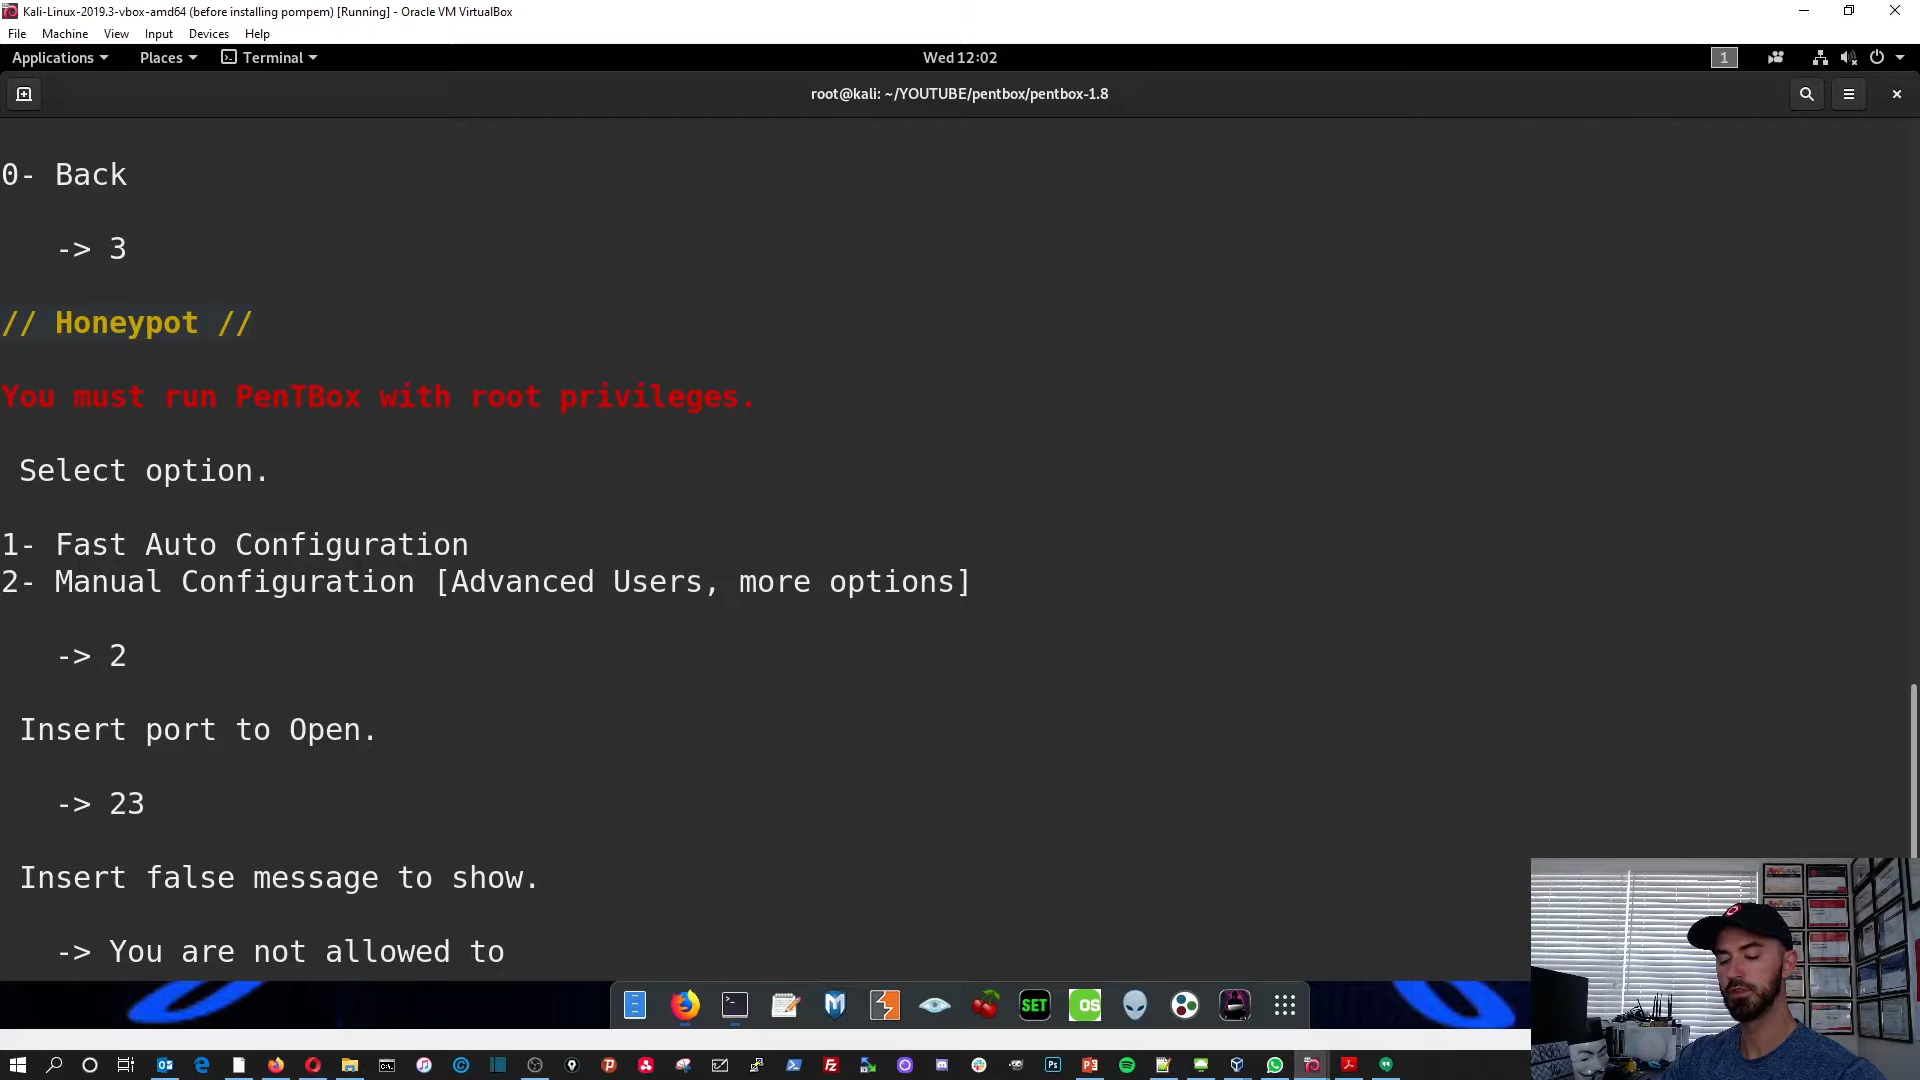 Kali-Linux-2019.3-vbox-amd64 (before installing pompem) [Running] - Oracle VM VirtualBox
File Machine View Input Devices Help
Applications Places Terminal Wed 12:02 1
root@kali: ~/YOUTUBE/pentbox/pentbox-1.8
0- Back
-> 3
// Honeypot //
You must run PenTBox with root privileges.
Select option.
1- Fast Auto Configuration
2- Manual Configuration [Advanced Users, more options]
-> 2
Insert port to Open.
-> 23
Insert false message to show.
-> You are not allowed to
SET OS